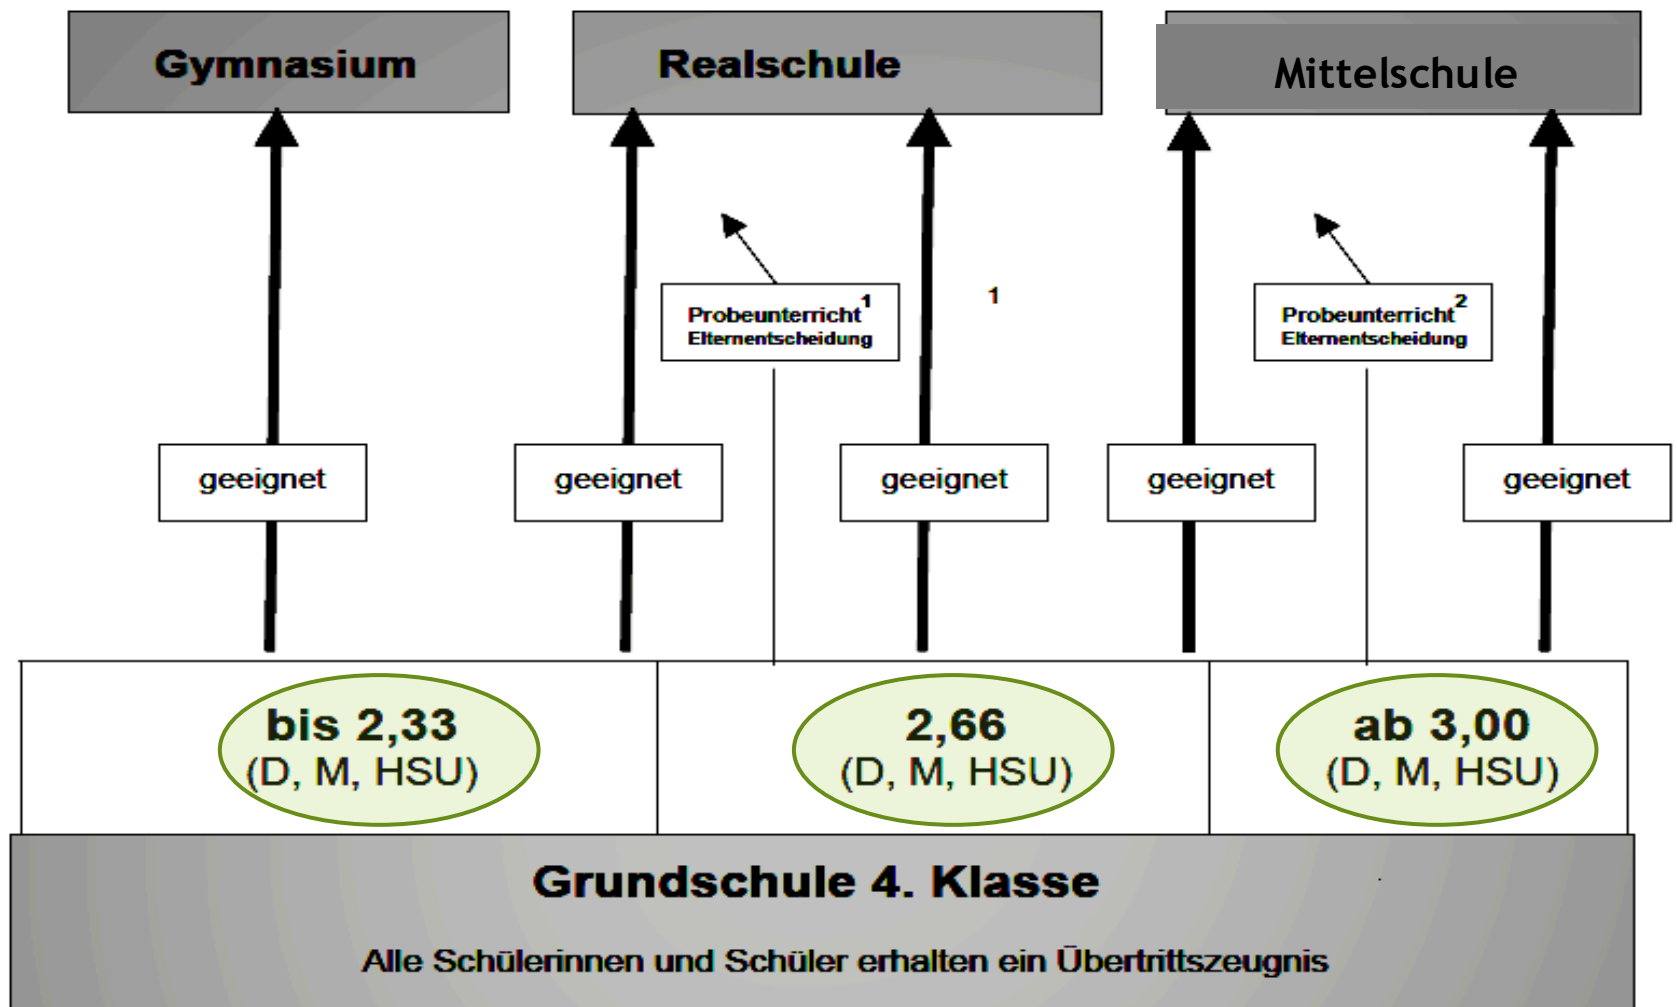 Gymnasium
Realschule
Mittelschule
Probeunterricht¹
Elternentscheidung
1
Probeunterricht²
Elternentscheidung
geeignet
geeignet
geeignet
geeignet
geeignet
bis 2,33
(D, M, HSU)
2,66
(D, M, HSU)
ab 3,00
(D, M, HSU)
Grundschule 4. Klasse
Alle Schülerinnen und Schüler erhalten ein Übertrittszeugnis